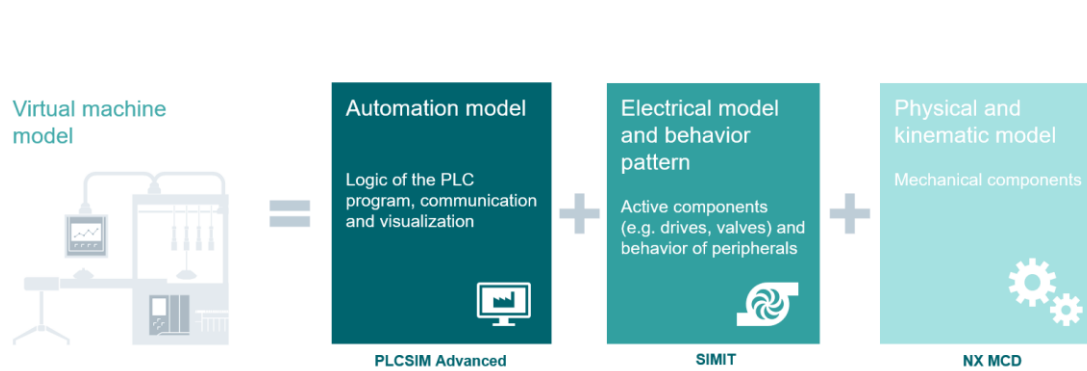 Virtual machine
model
Automation model
Logic of the PLC
program, communication
and visualization
PLCSIM Advanced
Electrical model
and behavior
pattern
Active components
(e.g. drives, valves) and
behavior of peripherals
SIMIT
Physical and
kinematic model
Mechanical components
NX MCD